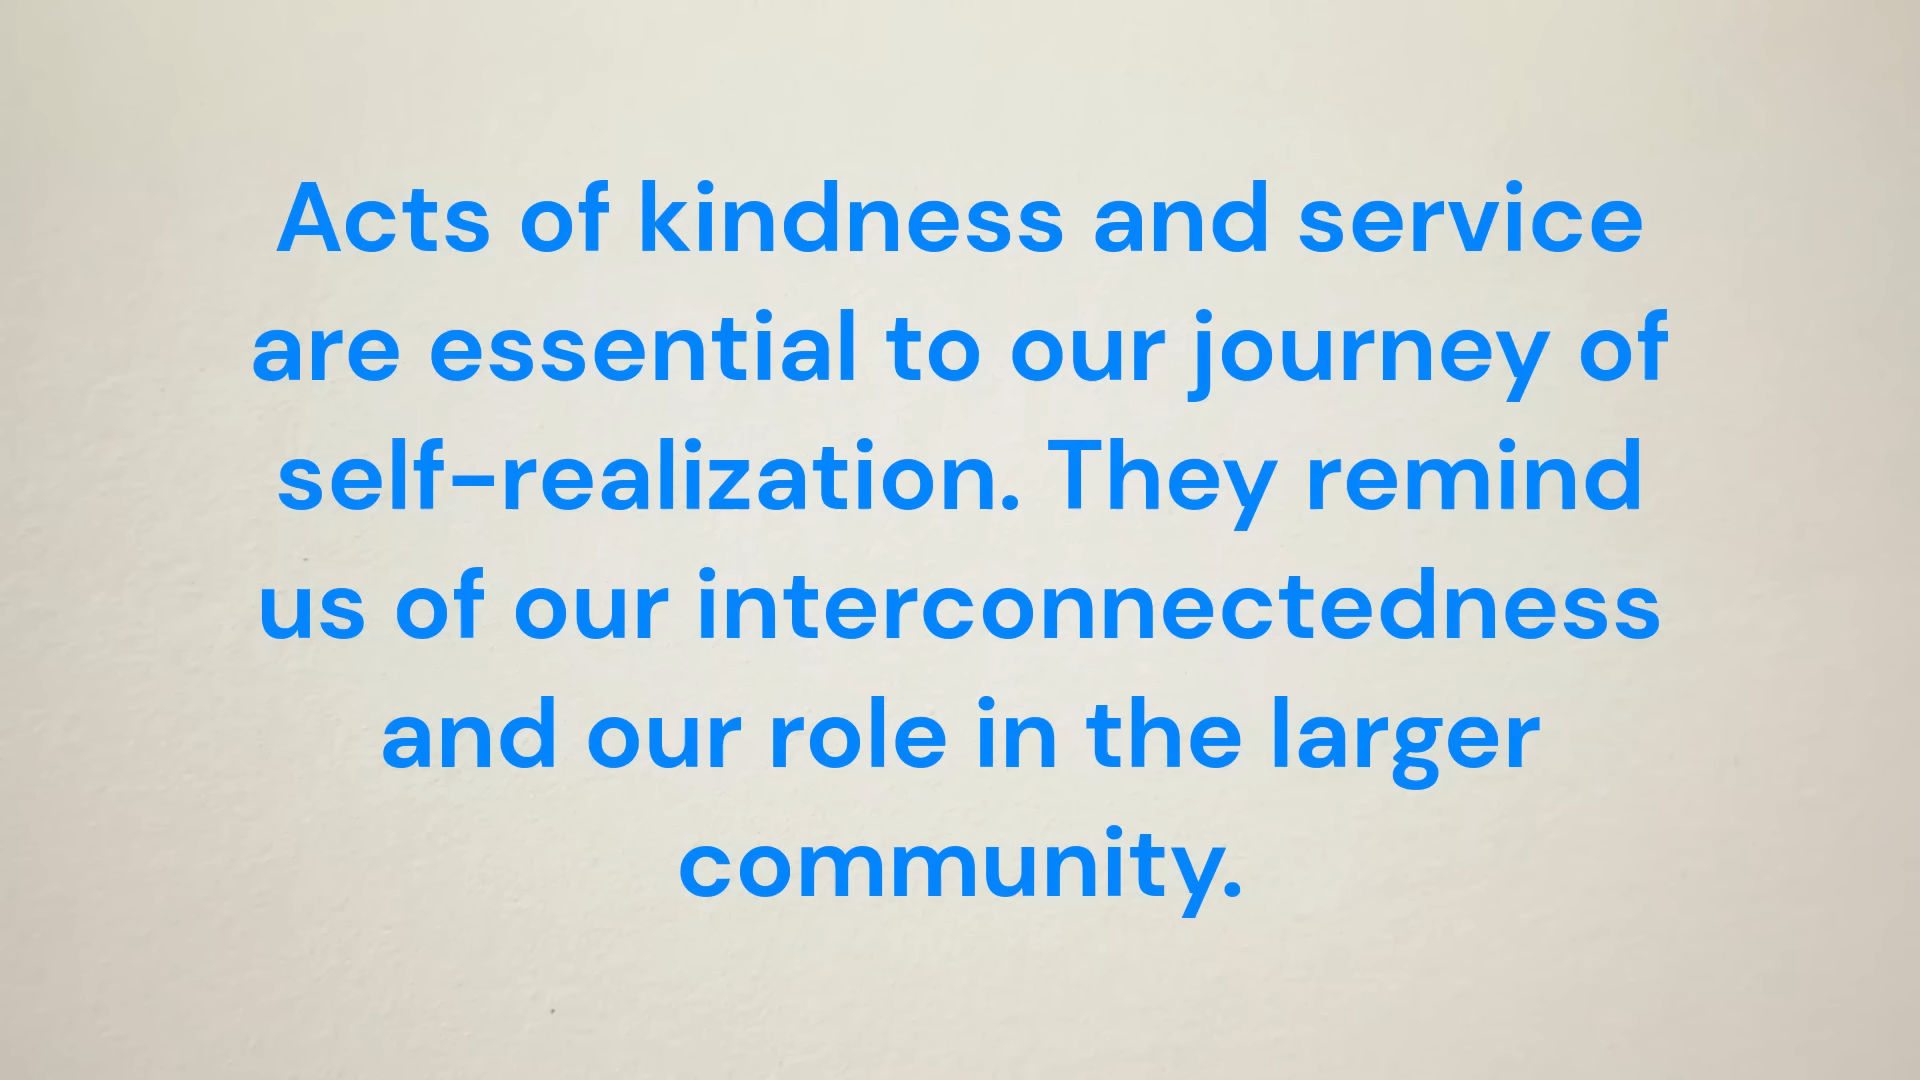 Acts of kindness and service
are essential to our journey of
self-realization. They remind
us of our interconnectedness
and our role in the larger
community.